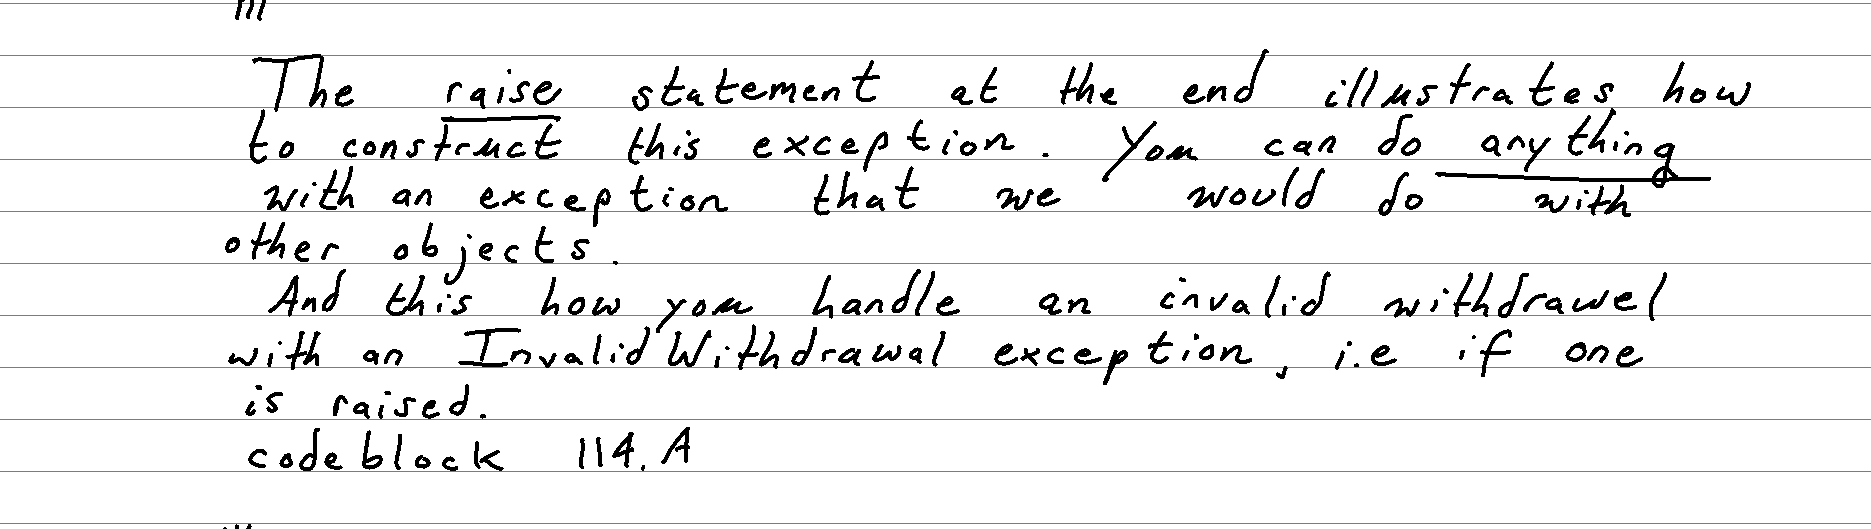 The raise statement at the end illustrates how
to construct this exception. You can do anything
with an exception that we would do with
other objects.
And this how you handle an invalid withdrawel
with an InvalidWithdrawal exception, i.e if one
is raised.
codeblock 114.A